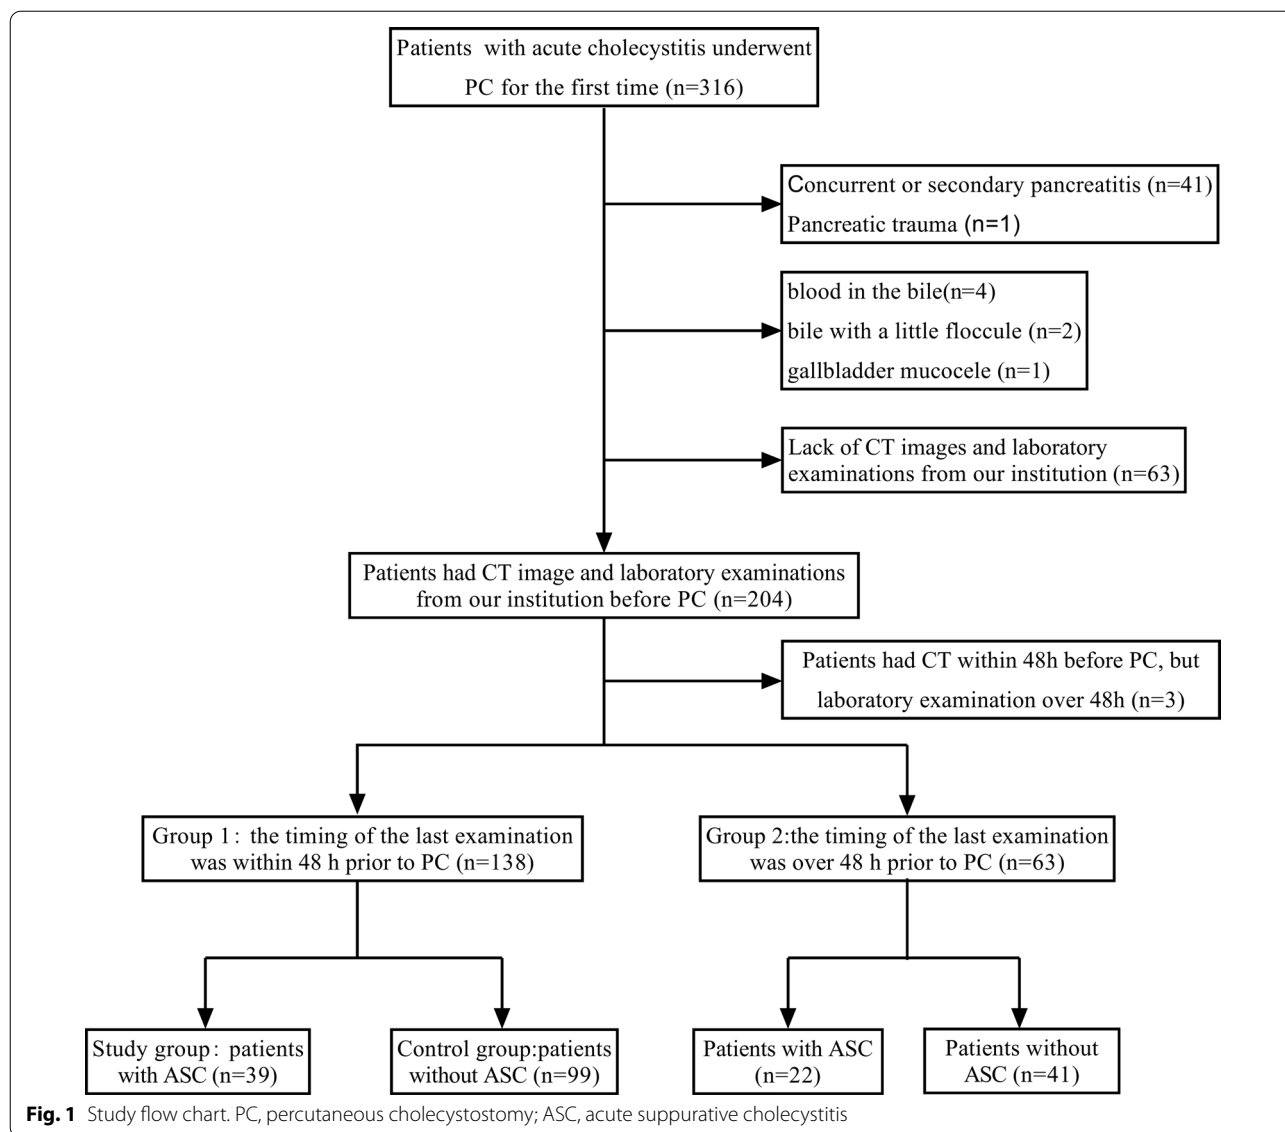 Patients with acute cholecystitis underwent
PC for the first time (n=316)
Concurrent or secondary pancreatitis (n=41)
Pancreatic trauma (n=1)
blood in the bile(n=4)
bile with a little floccule (n=2)
gallbladder mucocele (n=1)
Lack of CT images and laboratory
examinations from our institution (n=63)
Patients had CT image and laboratory examinations
from our institution before PC (n=204)
Patients had CT within 48h before PC, but
laboratory examination over 48h (n=3)
Group 1: the timing of the last examination
was within 48 h prior to PC (n=138)
Group 2:the timing of the last examination
was over 48 h prior to PC (n=63)
Study group: patients
with ASC (n=39)
Control group:patients
without ASC (n=99)
Patients with ASC
(n=22)
Patients without
ASC (n=41)
Fig. 1 Study flow chart. PC, percutaneous cholecystostomy; ASC, acute suppurative cholecystitis